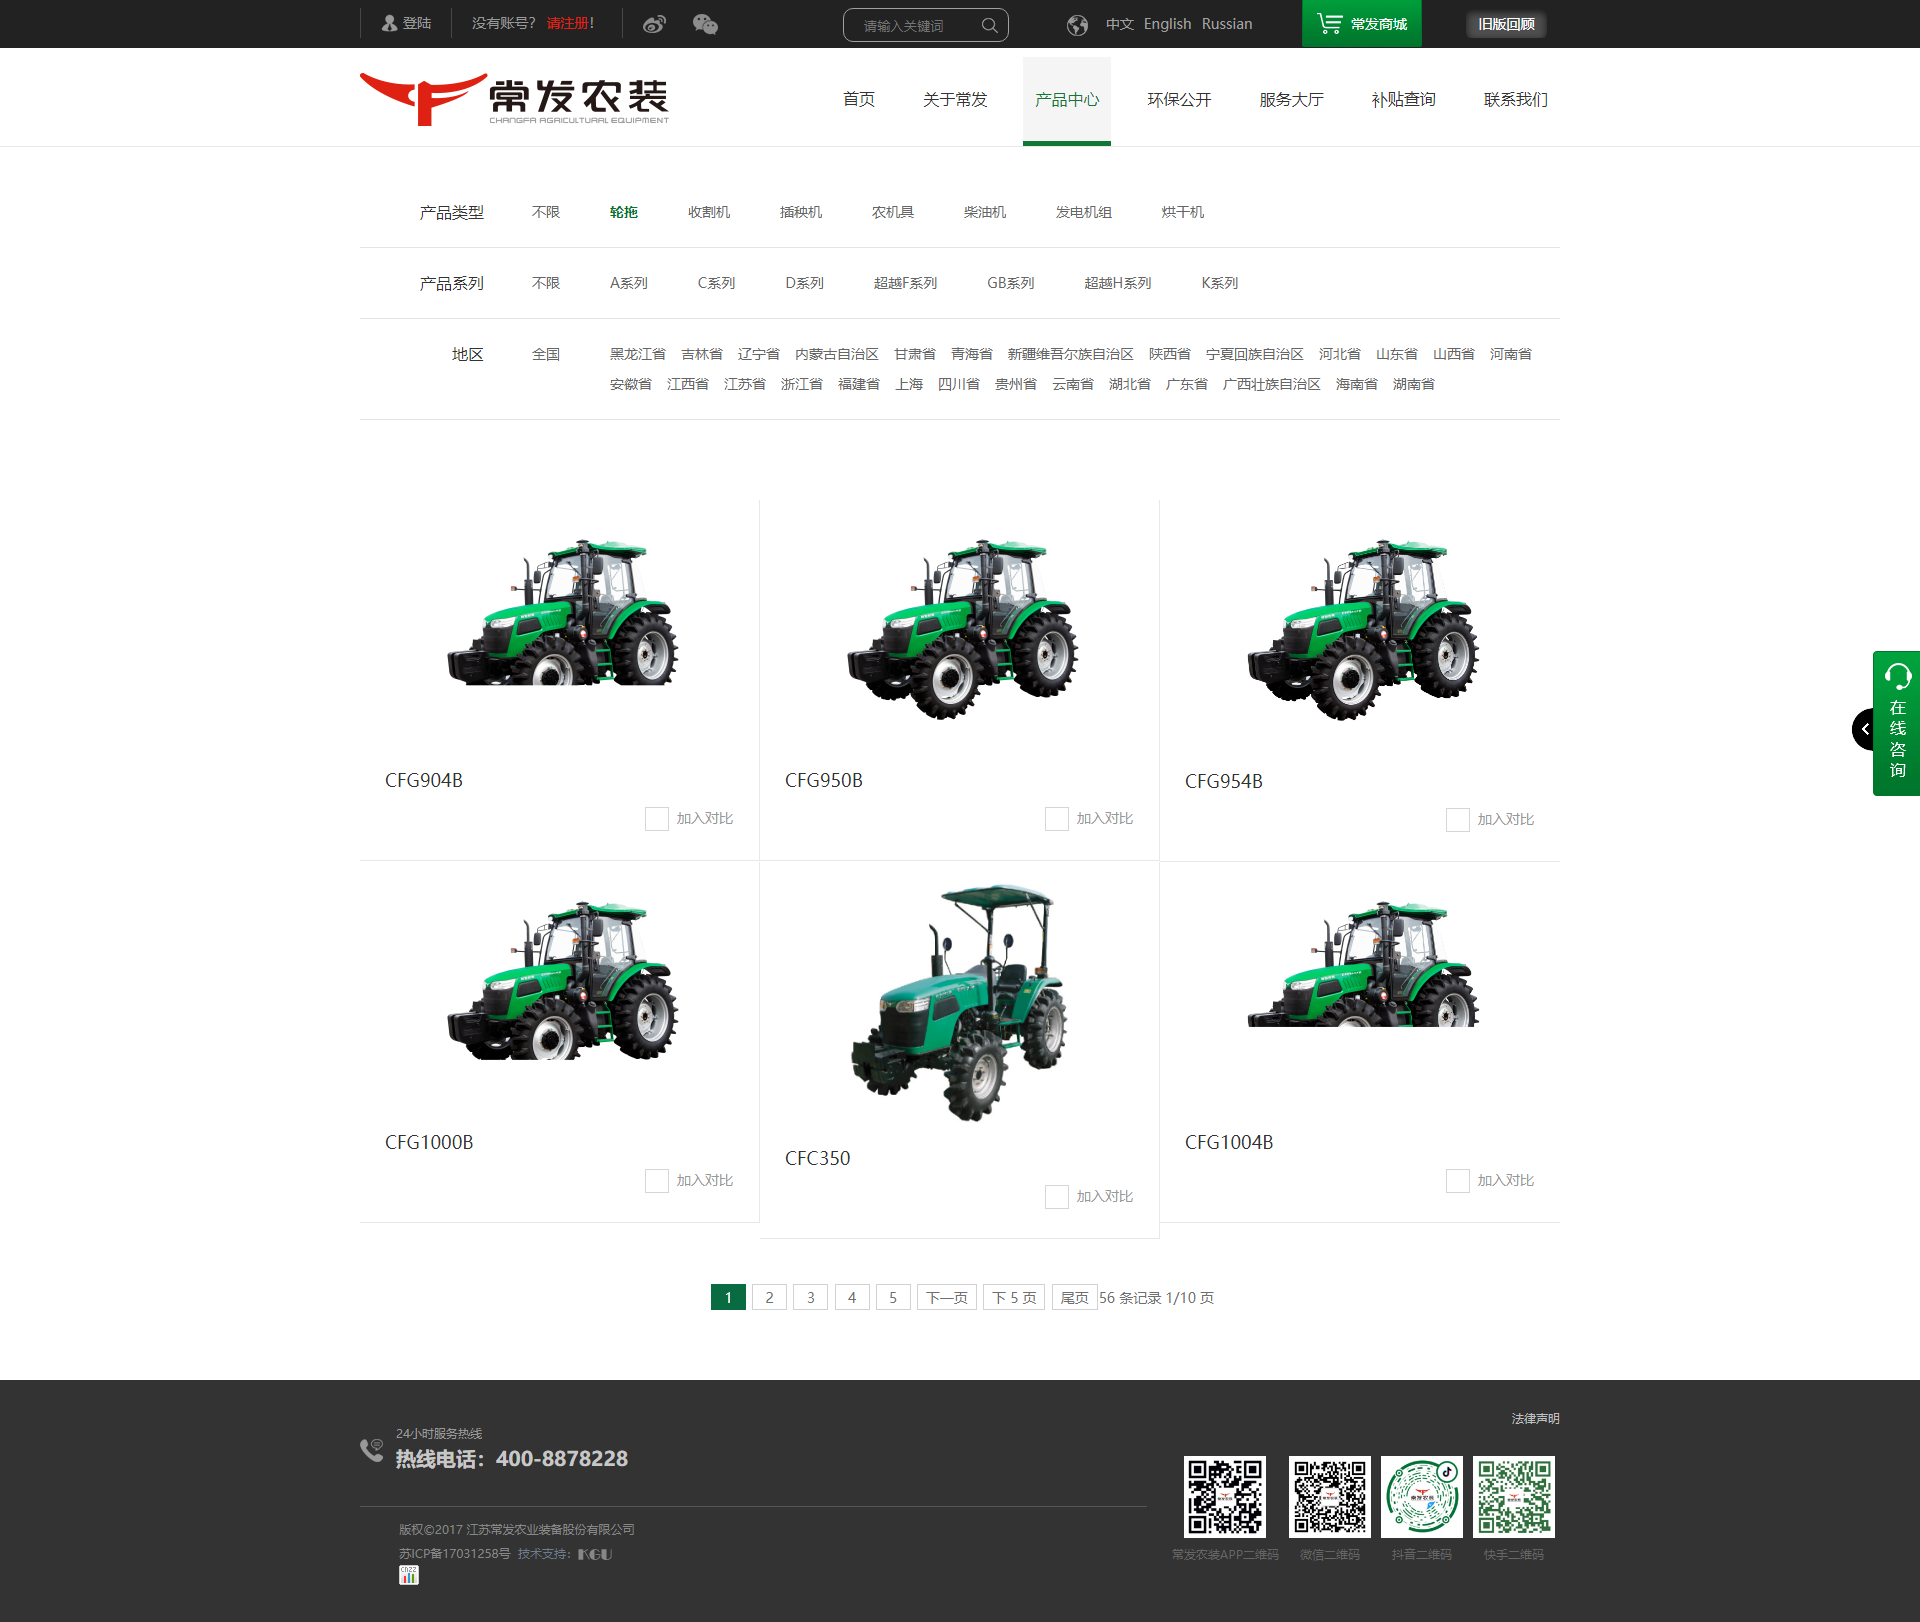 登陆
没有账号? 请注册!
请输入关键词
中文 English Russian
常发商城
旧版回顾
常发农装
CHANGFA AGRICULTURAL EQUIPMENT
首页 关于常发 产品中心 环保公开 服务大厅 补贴查询 联系我们
产品类型 不限 轮拖 收割机 插秧机 农机具 柴油机 发电机组 烘干机
产品系列 不限 A系列 C系列 D系列 超越F系列 GB系列 超越H系列 K系列
地区 全国 黑龙江省 吉林省 辽宁省 内蒙古自治区 甘肃省 青海省 新疆维吾尔族自治区 陕西省 宁夏回族自治区 河北省 山东省 山西省 河南省
安徽省 江西省 江苏省 浙江省 福建省 上海 四川省 贵州省 云南省 湖北省 广东省 广西壮族自治区 海南省 湖南省
CFG904B
加入对比
CFG950B
加入对比
CFG954B
加入对比
CFG1000B
加入对比
CFC350
加入对比
CFG1004B
加入对比
在线咨询
1 2 3 4 5 下一页 下 5 页 尾页 56 条记录 1/10 页
法律声明
24小时服务热线
热线电话：400-8878228
版权©2017 江苏常发农业装备股份有限公司
苏ICP备17031258号 技术支持：
CNZZ
常发农装APP二维码 微信二维码 抖音二维码 快手二维码